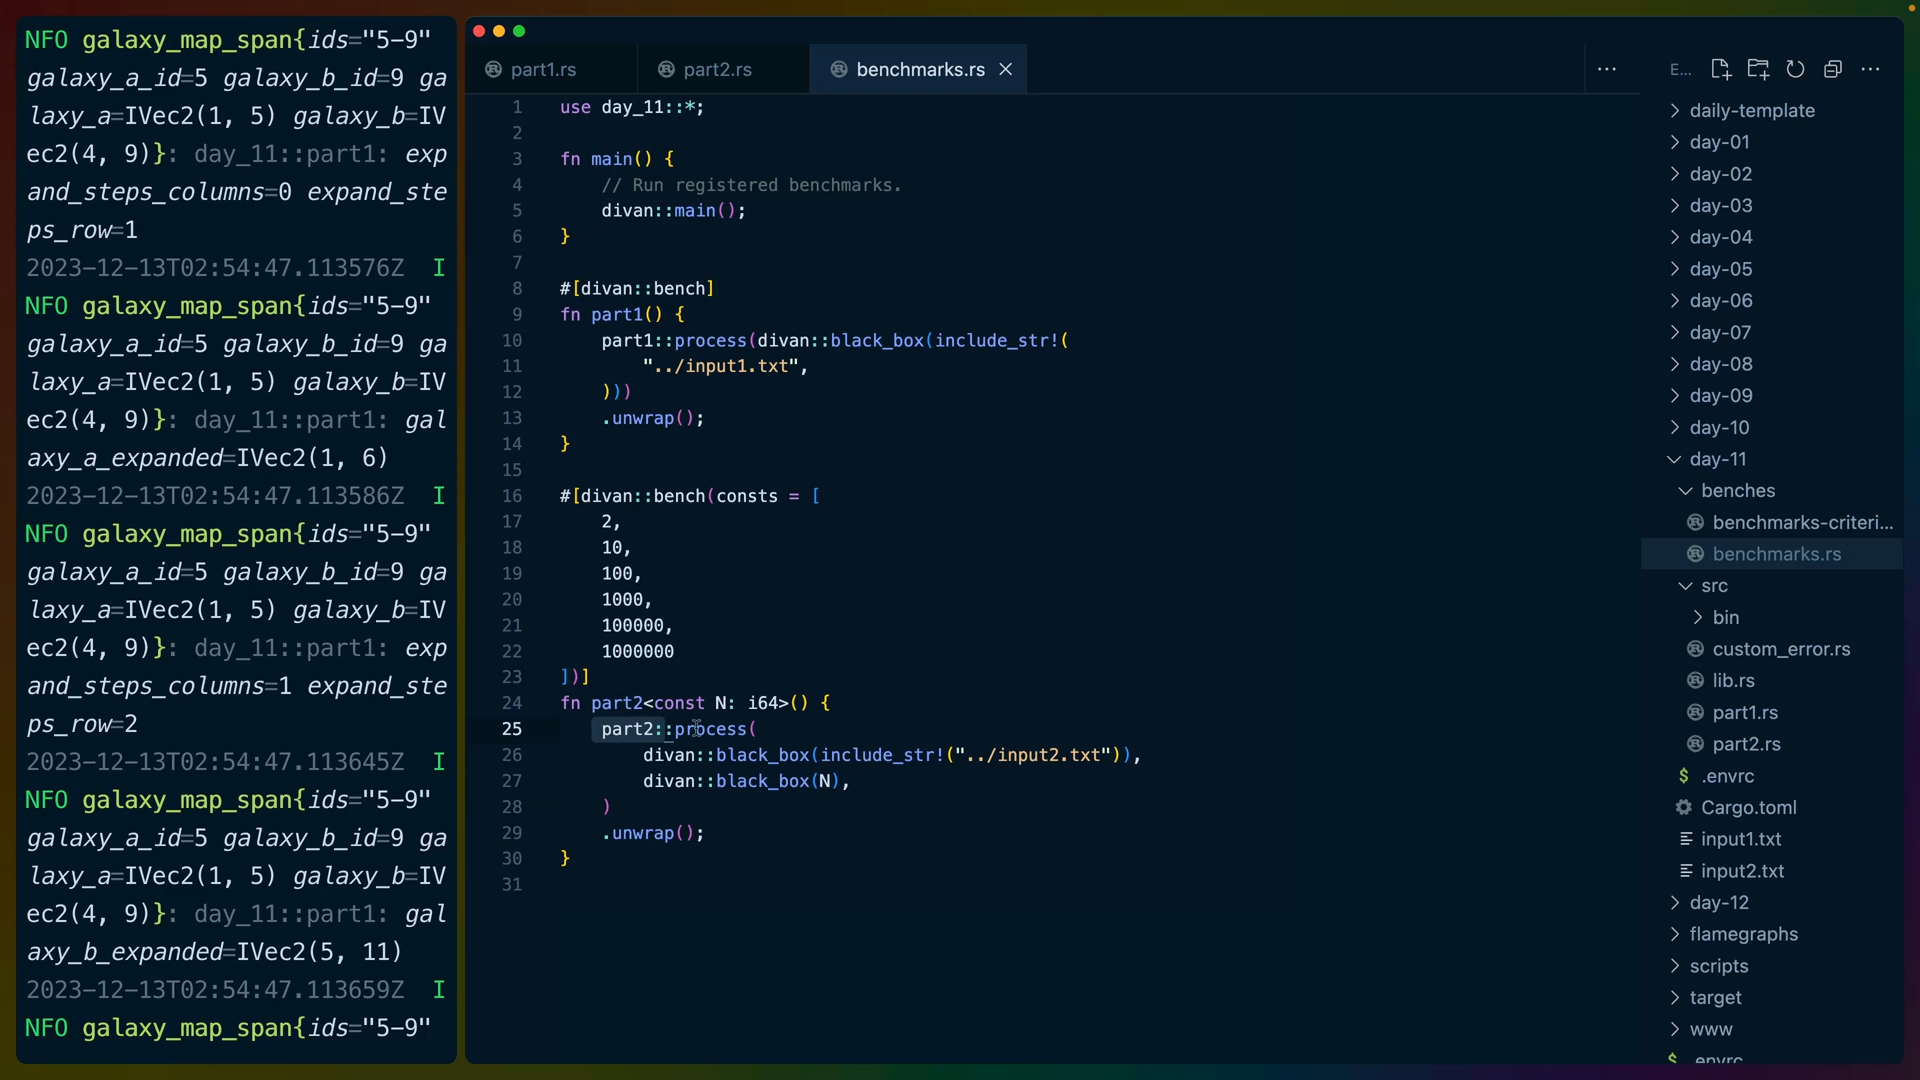 NFO galaxy_map_span{ids="5-9"
galaxy_a_id=5 galaxy_b_id=9 ga
laxy_a=IVec2(1, 5) galaxy_b=IV
ec2(4, 9)}: day_11::part1: exp
and_steps_columns=0 expand_ste
ps_row=1
2023-12-13T02:54:47.113576Z  I
NFO galaxy_map_span{ids="5-9"
galaxy_a_id=5 galaxy_b_id=9 ga
laxy_a=IVec2(1, 5) galaxy_b=IV
ec2(4, 9)}: day_11::part1: gal
axy_a_expanded=IVec2(1, 6)
2023-12-13T02:54:47.113586Z  I
NFO galaxy_map_span{ids="5-9"
galaxy_a_id=5 galaxy_b_id=9 ga
laxy_a=IVec2(1, 5) galaxy_b=IV
ec2(4, 9)}: day_11::part1: exp
and_steps_columns=1 expand_ste
ps_row=2
2023-12-13T02:54:47.113645Z  I
NFO galaxy_map_span{ids="5-9"
galaxy_a_id=5 galaxy_b_id=9 ga
laxy_a=IVec2(1, 5) galaxy_b=IV
ec2(4, 9)}: day_11::part1: gal
axy_b_expanded=IVec2(5, 11)
2023-12-13T02:54:47.113659Z  I
NFO galaxy_map_span{ids="5-9"
part1.rs
part2.rs
benchmarks.rs
1 use day_11::*;
2
3 fn main() {
4     // Run registered benchmarks.
5     divan::main();
6 }
7
8 #[divan::bench]
9 fn part1() {
10     part1::process(divan::black_box(include_str!(
11         "../input1.txt",
12     )))
13     .unwrap();
14 }
15
16 #[divan::bench(consts = [
17     2,
18     10,
19     100,
20     1000,
21     100000,
22     1000000
23 ])]
24 fn part2<const N: i64>() {
25     part2::process(
26         divan::black_box(include_str!("../input2.txt")),
27         divan::black_box(N),
28     )
29     .unwrap();
30 }
31
E...
daily-template
day-01
day-02
day-03
day-04
day-05
day-06
day-07
day-08
day-09
day-10
day-11
benches
benchmarks-criteri...
benchmarks.rs
src
bin
custom_error.rs
lib.rs
part1.rs
part2.rs
$ .envrc
Cargo.toml
input1.txt
input2.txt
day-12
flamegraphs
scripts
target
www
$ .envrc